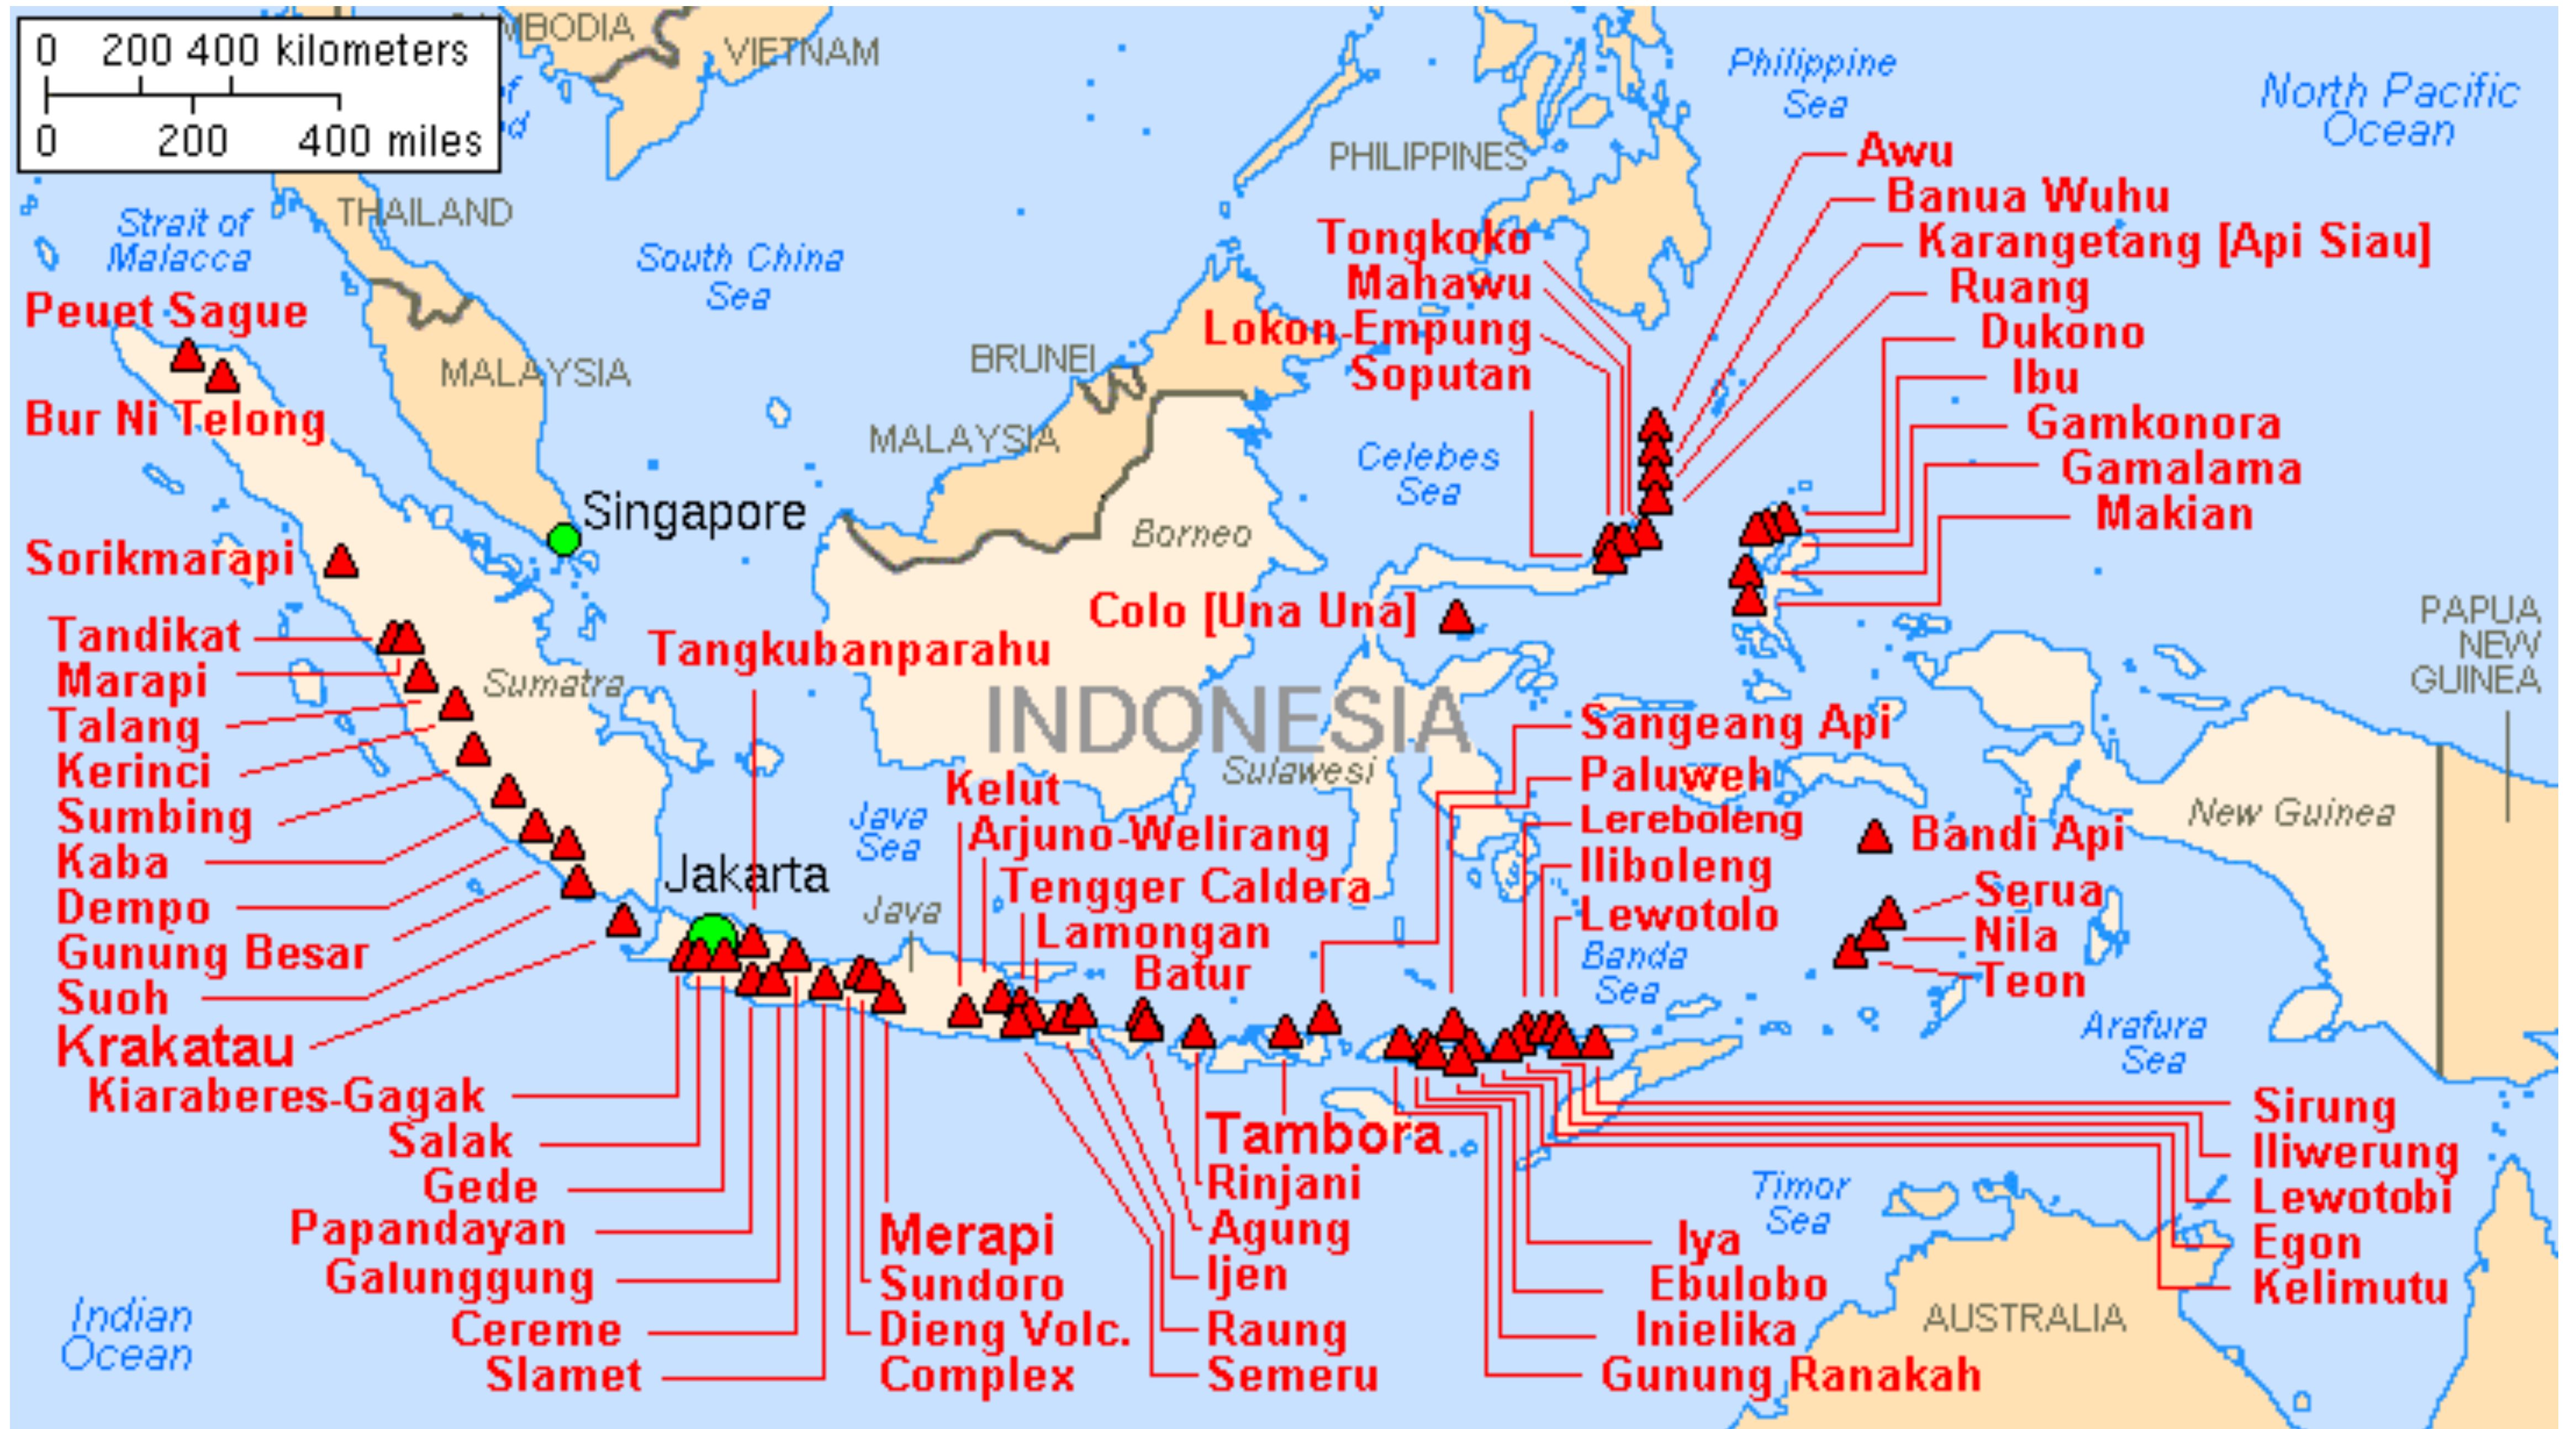 0 200 400 kilometers
0 200 400 miles
VIETNAM
THAILAND
Strait of
Malacca
South China
Sea
MALAYSIA
Singapore
BRUNEI
MALAYSIA
Borneo
PHILIPPINES
Philippine
Sea
North Pacific
Ocean
Celebes
Sea
Peuet Sague
Bur Ni Telong
Sorikmarapi
Tandikat
Marapi
Talang
Kerinci
Sumbing
Kaba
Dempo
Gunung Besar
Suoh
Krakatau
Sumatra
Tongkoko
Mahawu
Lokon-Empung
Soputan
Awu
Banua Wuhu
Karangetang [Api Siau]
Ruang
Dukono
Ibu
Gamkonora
Gamalama
Makian
Colo [Una Una]
Tangkubanparahu
INDONESIA
Sulawesi
PAPUA
NEW
GUINEA
New Guinea
Java
Sea
Jakarta
Java
Kelut
Arjuno-Welirang
Tengger Caldera
Lamongan
Batur
Sangeang Api
Paluweh
Lereboleng
Iliboleng
Lewotolo
Banda
Sea
Bandi Api
Serua
Nila
Teon
Arafura
Sea
Kiaraberes-Gagak
Salak
Gede
Papandayan
Galunggung
Cereme
Slamet
Merapi
Sundoro
Dieng Volc.
Complex
Tambora
Rinjani
Agung
Ijen
Raung
Semeru
Timor
Sea
Iya
Ebulobo
Inielika
Gunung Ranakah
Sirung
Iliwerung
Lewotobi
Egon
Kelimutu
AUSTRALIA
Indian
Ocean